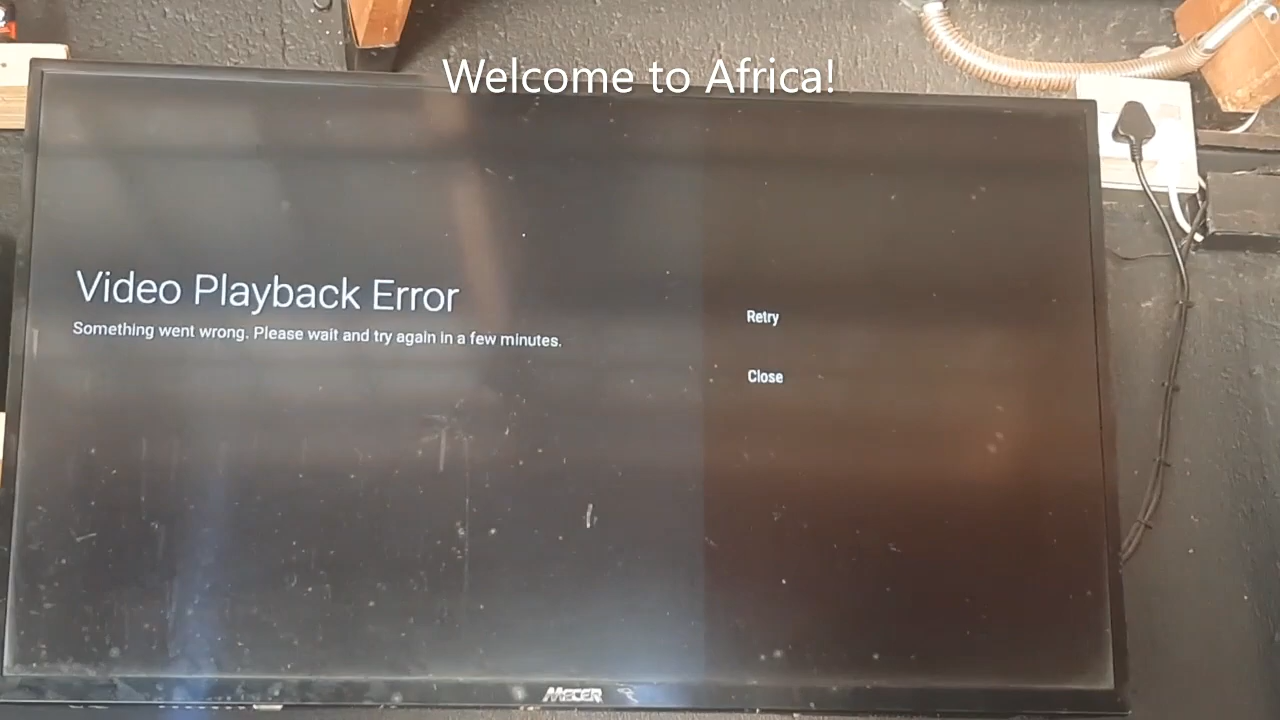 Welcome to Africa!
Video Playback Error
Something went wrong. Please wait and try again in a few minutes.
Retry
Close
MECER